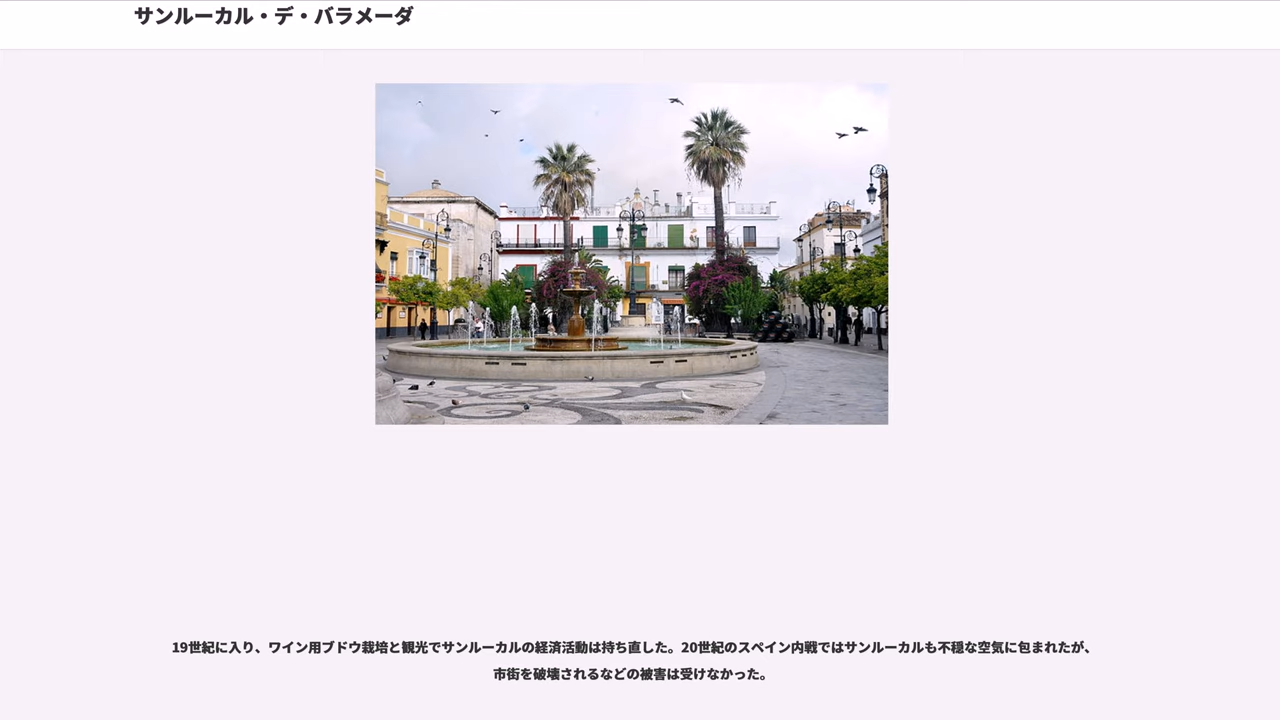 サンルーカル・デ・バラメーダ
19世紀に入り、ワイン用ブドウ栽培と観光でサンルーカルの経済活動は持ち直した。20世紀のスペイン内戦ではサンルーカルも不穏な空気に包まれたが、
市街を破壊されるなどの被害は受けなかった。